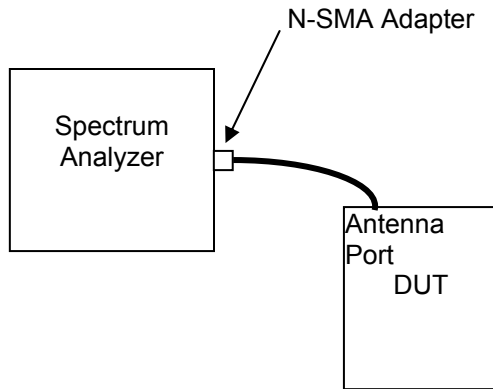 N-SMA Adapter
Spectrum
Analyzer
Antenna
Port
DUT